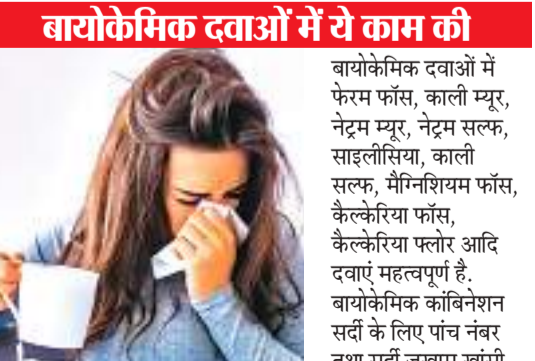 बायोकेमिक दवाओं में ये काम की
बायोकेमिक दवाओं में
फेरम फॉस, काली म्यूर,
नेट्रम म्यूर, नेट्रम सल्फ,
साइलीसिया, काली
सल्फ, मैग्निशियम फॉस,
कैल्केरिया फॉस,
कैल्केरिया फ्लोर आदि
दवाएं महत्वपूर्ण है.
बायोकेमिक कांबिनेशन
सर्दी के लिए पांच नंबर